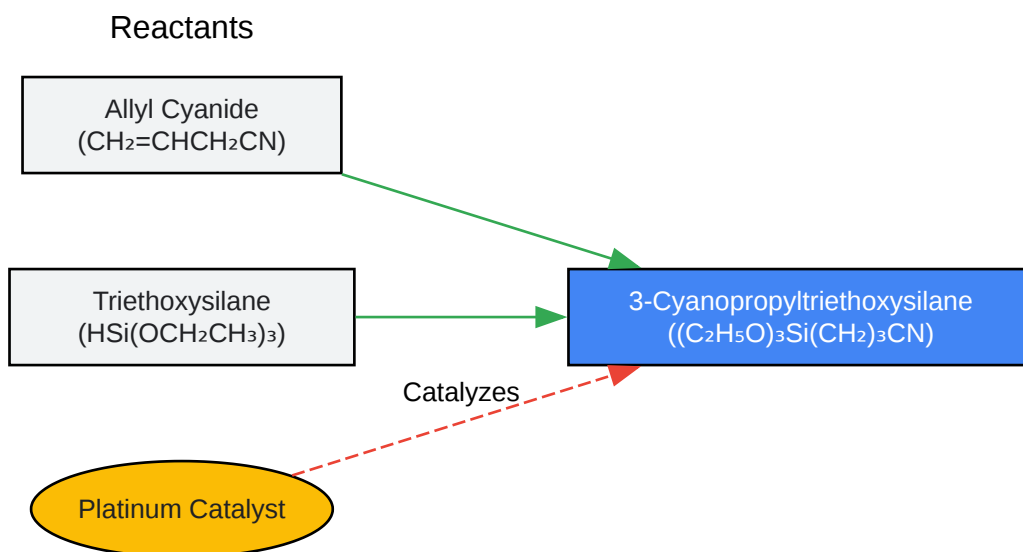 Reactants
Allyl Cyanide
(CH₂=CHCH₂CN)
Triethoxysilane
(HSi(OCH₂CH₃)₃)
3-Cyanopropyltriethoxysilane
((C₂H₅O)₃Si(CH₂)₃CN)
Catalyzes
Platinum Catalyst